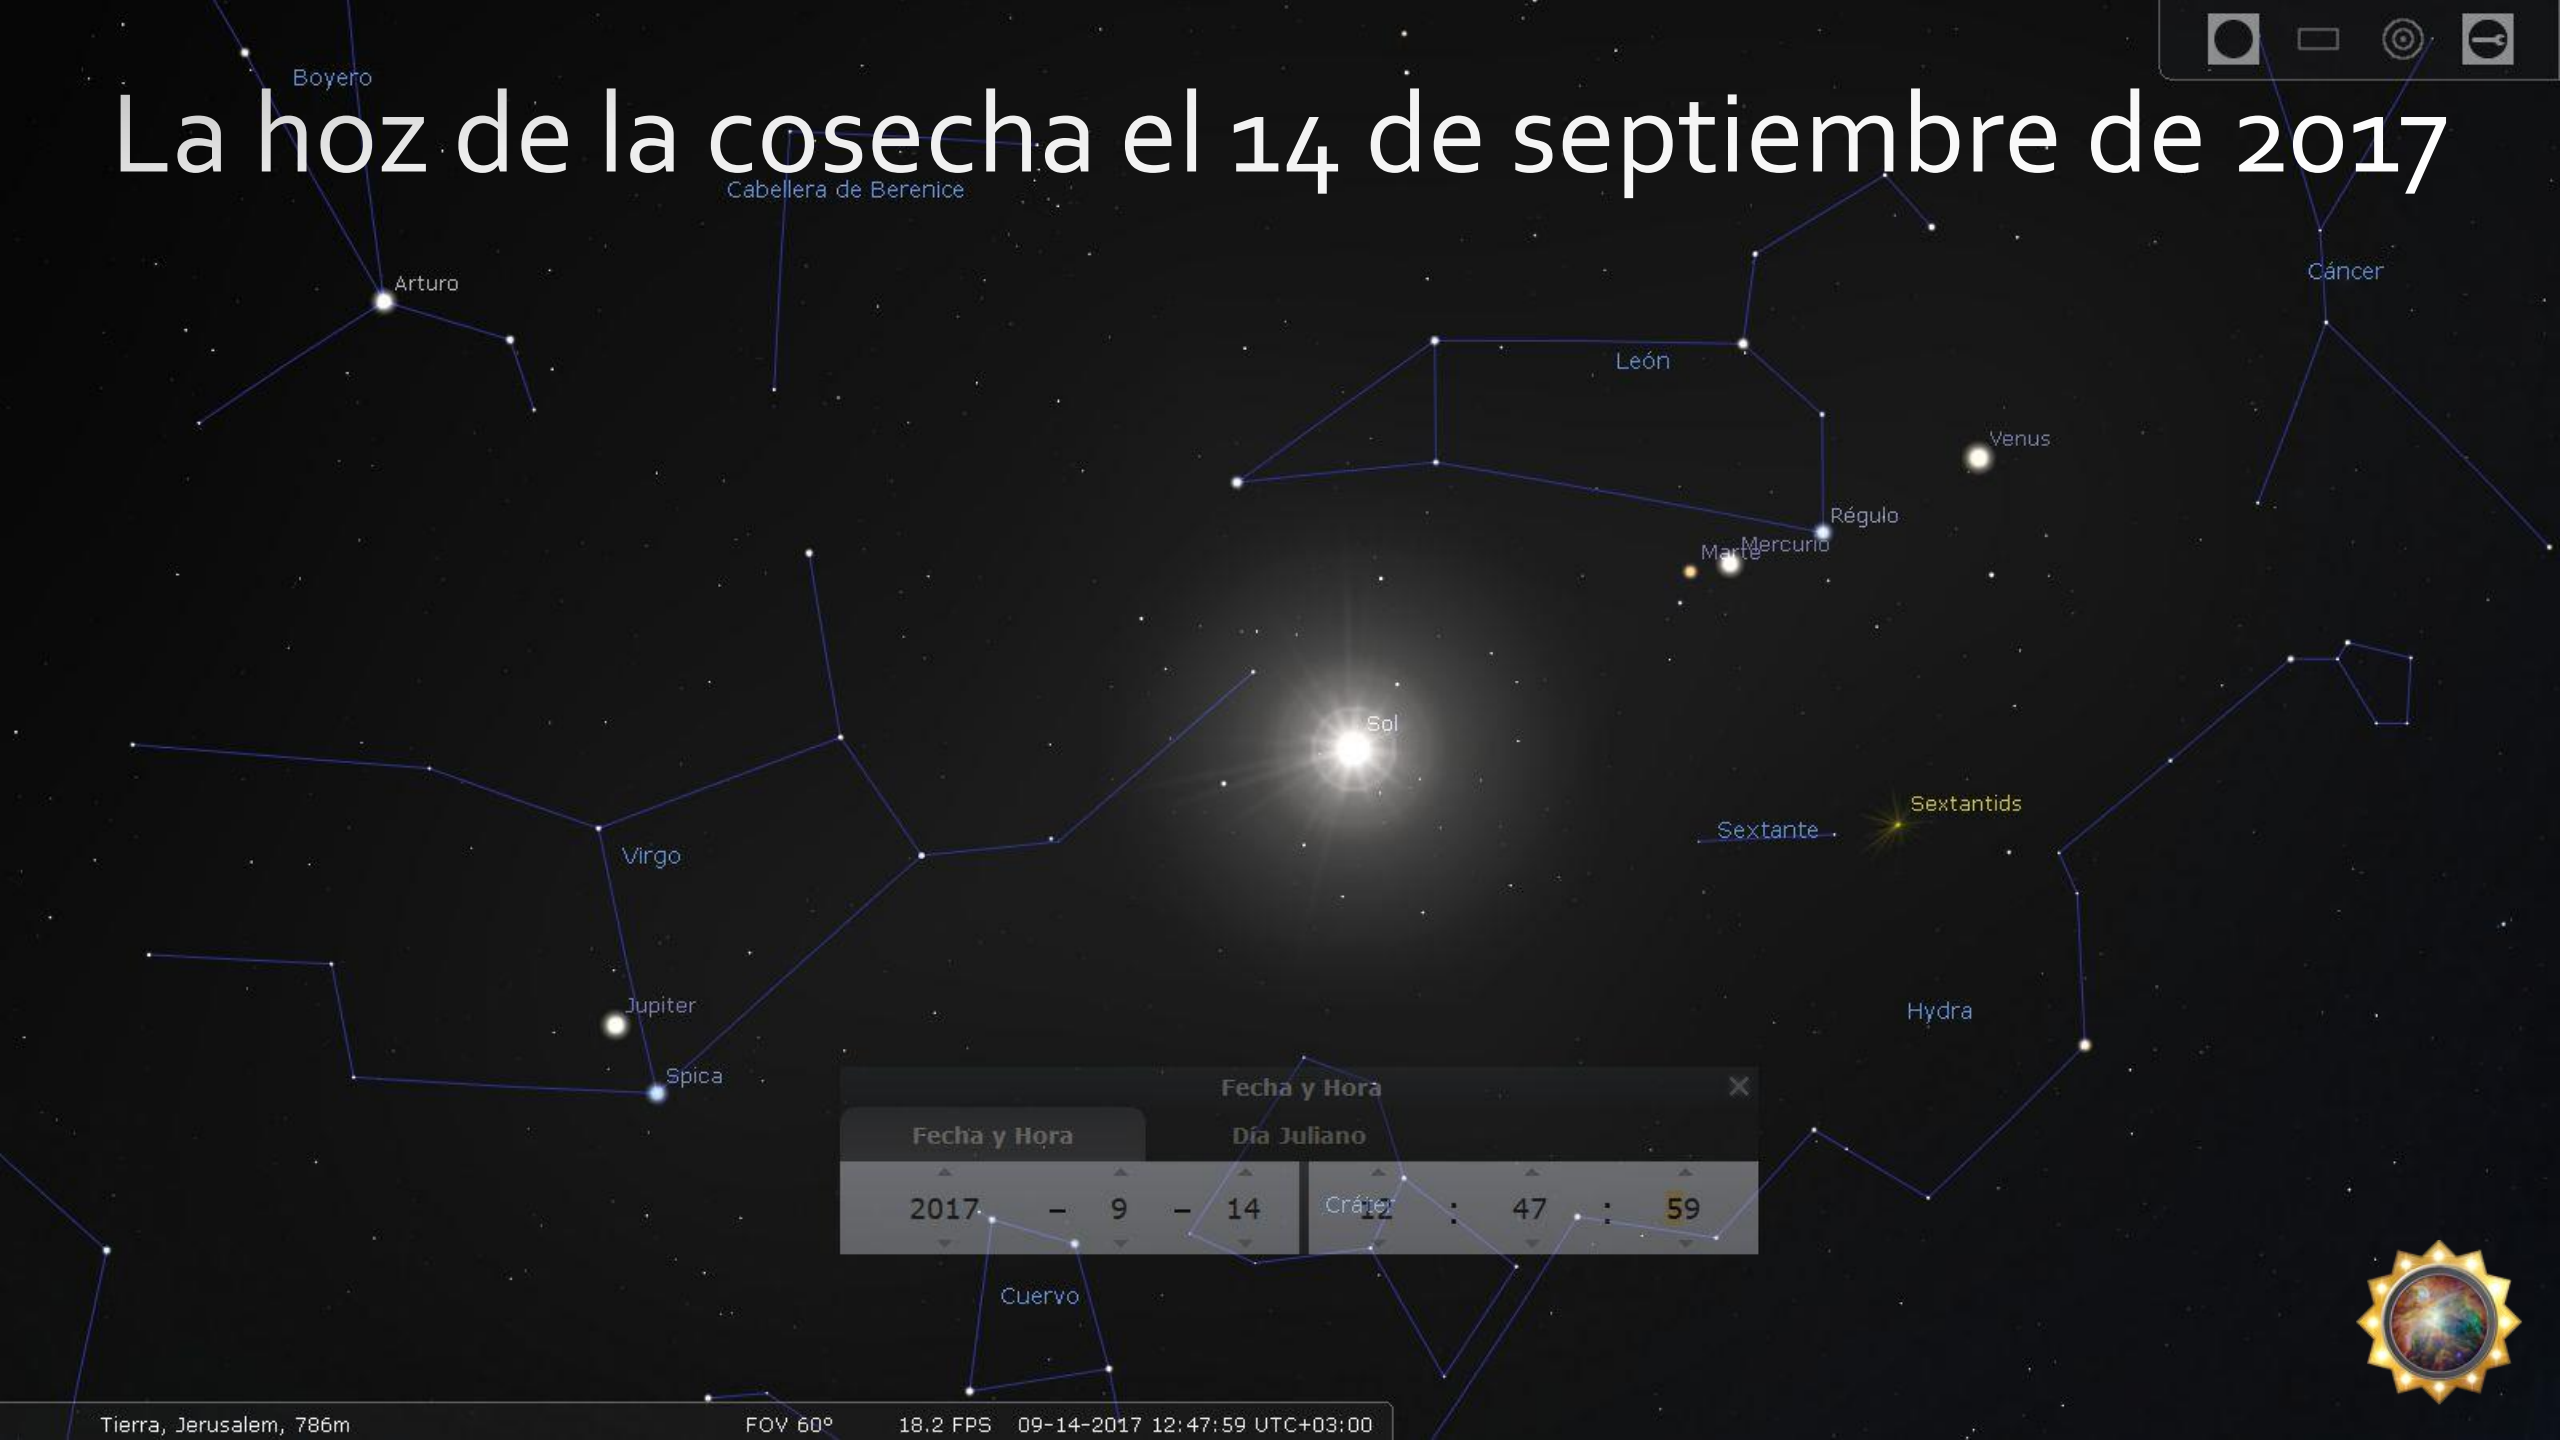 Boyero
La hoz de la cosecha el 14 de septiembre de 2017
Cabellera de Berenice
Cáncer
Arturo
León
Venus
Régulo
Mercurio
Marte
Sol
Sextantids
Sextante
Virgo
Jupiter
Hydra
Spica
Fecha y Hora
Fecha y Hora Día Juliano
2017 - 9 - 14 12 : 47 : 59
Cráter
Cuervo
Tierra, Jerusalem, 786m FOV 60° 18.2 FPS 09-14-2017 12:47:59 UTC+03:00